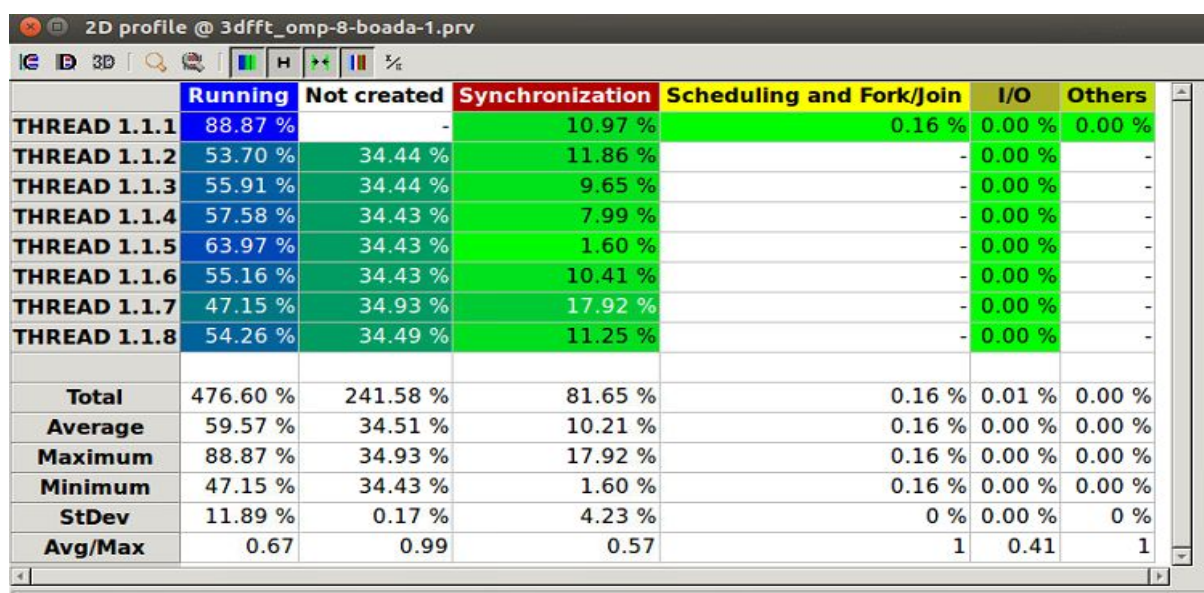 2D profile @ 3dfft_omp-8-boada-1.prv
3D
H
Running Not created Synchronization Scheduling and Fork/Join I/O Others
THREAD 1.1.1 88.87 % - 10.97 % 0.16 % 0.00 % 0.00 %
THREAD 1.1.2 53.70 % 34.44 % 11.86 % - 0.00 % -
THREAD 1.1.3 55.91 % 34.44 % 9.65 % - 0.00 % -
THREAD 1.1.4 57.58 % 34.43 % 7.99 % - 0.00 % -
THREAD 1.1.5 63.97 % 34.43 % 1.60 % - 0.00 % -
THREAD 1.1.6 55.16 % 34.43 % 10.41 % - 0.00 % -
THREAD 1.1.7 47.15 % 34.93 % 17.92 % - 0.00 % -
THREAD 1.1.8 54.26 % 34.49 % 11.25 % - 0.00 % -
Total 476.60 % 241.58 % 81.65 % 0.16 % 0.01 % 0.00 %
Average 59.57 % 34.51 % 10.21 % 0.16 % 0.00 % 0.00 %
Maximum 88.87 % 34.93 % 17.92 % 0.16 % 0.00 % 0.00 %
Minimum 47.15 % 34.43 % 1.60 % 0.16 % 0.00 % 0.00 %
StDev 11.89 % 0.17 % 4.23 % 0 % 0.00 % 0 %
Avg/Max 0.67 0.99 0.57 1 0.41 1